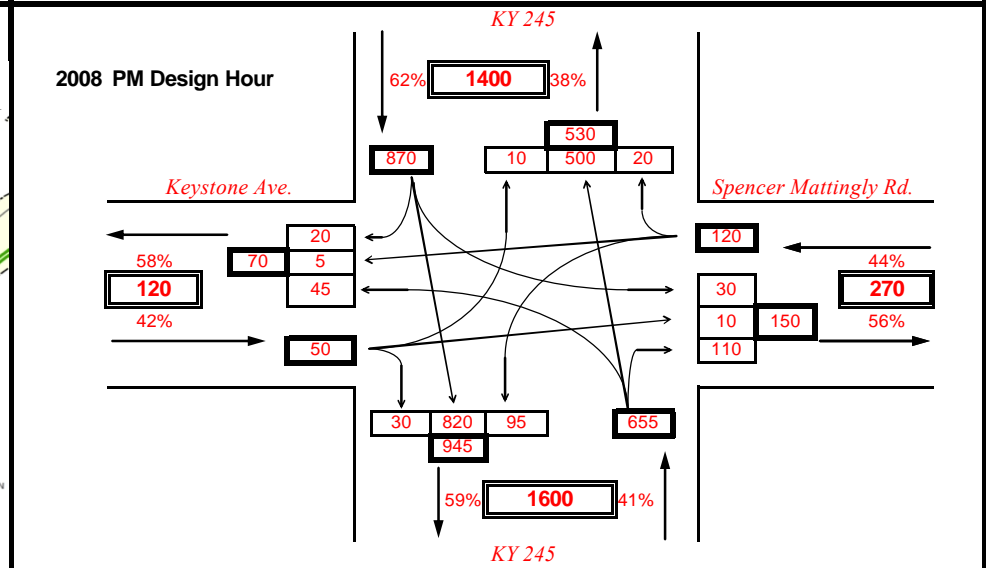 KY 245
2008 PM Design Hour
62% 1400 38%
530
870 10 500 20
Keystone Ave. Spencer Mattingly Rd.
20 120
58% 70 5 44%
120 45 30 270
42% 10 150 56%
50 110
30 820 95 655
945
59% 1600 41%
KY 245